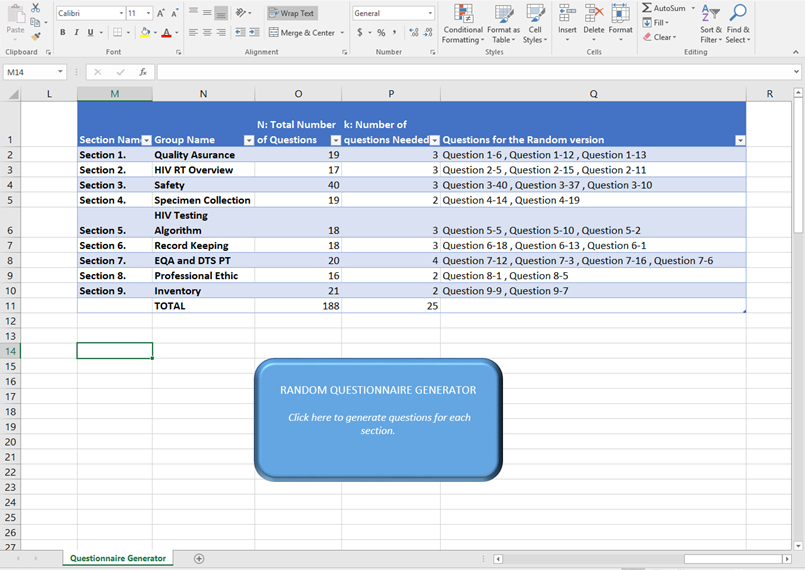 Calibri 11 A A Wrap Text General
Paste B I U A Merge & Center $ % , Conditional Formatting Format as Table Cell Styles Insert Delete Format AutoSum Fill Clear Sort & Filter Find & Select
Clipboard Font Alignment Number Styles Cells Editing
M14 fx
L M N O P Q R
1 Section Nam Group Name N: Total Number of Questions k: Number of questions Needed Questions for the Random version
2 Section 1. Quality Asurance 19 3 Question 1-6 , Question 1-12 , Question 1-13
3 Section 2. HIV RT Overview 17 3 Question 2-5 , Question 2-15 , Question 2-11
4 Section 3. Safety 40 3 Question 3-40 , Question 3-37 , Question 3-10
5 Section 4. Specimen Collection 19 2 Question 4-14 , Question 4-19
6 Section 5. HIV Testing Algorithm 18 3 Question 5-5 , Question 5-10 , Question 5-2
7 Section 6. Record Keeping 18 3 Question 6-18 , Question 6-13 , Question 6-1
8 Section 7. EQA and DTS PT 20 4 Question 7-12 , Question 7-3 , Question 7-16 , Question 7-6
9 Section 8. Professional Ethic 16 2 Question 8-1 , Question 8-5
10 Section 9. Inventory 21 2 Question 9-9 , Question 9-7
11 TOTAL 188 25
12
13
14
15
16
17
18
19
20
21
22
23
24
25
26
27
RANDOM QUESTIONNAIRE GENERATOR
Click here to generate questions for each
section.
Questionnaire Generator